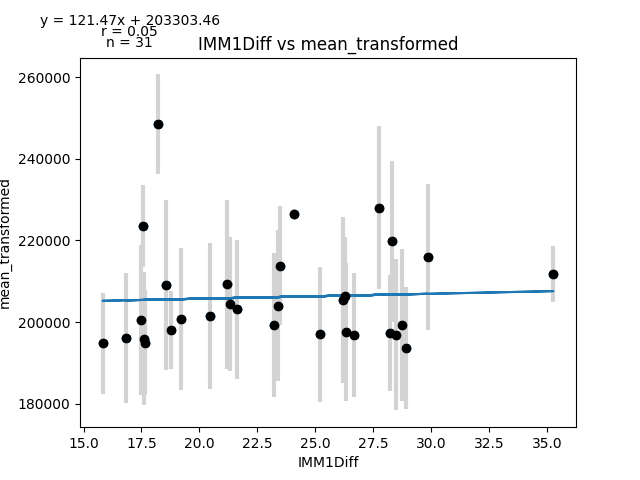 y = 121.47x + 203303.46
r = 0.05
n = 31
IMM1Diff vs mean_transformed
260000
240000
220000
200000
180000
mean_transformed
15.0 17.5 20.0 22.5 25.0 27.5 30.0 32.5 35.0
IMM1Diff